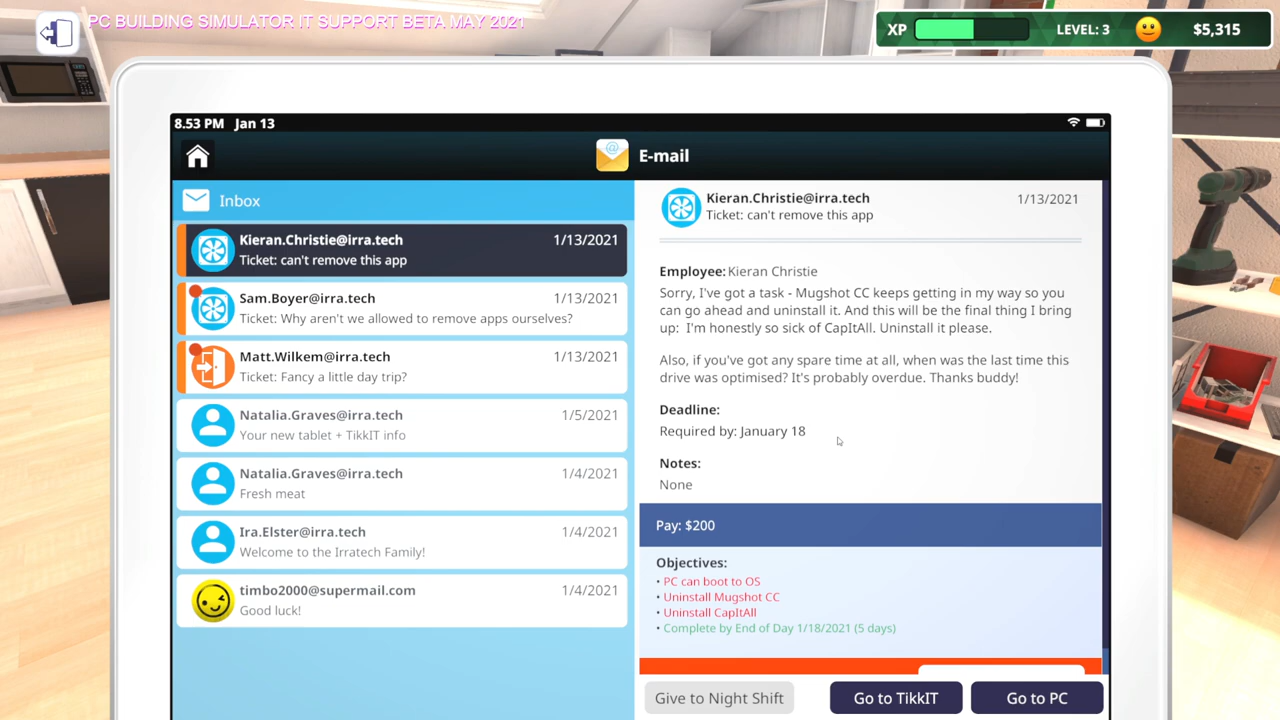 PC BUILDING SIMULATOR IT SUPPORT BETA MAY 2021
XP
LEVEL: 3
$5,315
8.53 PM Jan 13
E-mail
Inbox
Kieran.Christie@irra.tech 1/13/2021
Ticket: can't remove this app
Sam.Boyer@irra.tech 1/13/2021
Ticket: Why aren't we allowed to remove apps ourselves?
Matt.Wilkem@irra.tech 1/13/2021
Ticket: Fancy a little day trip?
Natalia.Graves@irra.tech 1/5/2021
Your new tablet + TikkIT info
Natalia.Graves@irra.tech 1/4/2021
Fresh meat
Ira.Elster@irra.tech 1/4/2021
Welcome to the Irratech Family!
timbo2000@supermail.com 1/4/2021
Good luck!
Kieran.Christie@irra.tech 1/13/2021
Ticket: can't remove this app
Employee: Kieran Christie
Sorry, I've got a task - Mugshot CC keeps getting in my way so you
can go ahead and uninstall it. And this will be the final thing I bring
up: I'm honestly so sick of CapItAll. Uninstall it please.
Also, if you've got any spare time at all, when was the last time this
drive was optimised? It's probably overdue. Thanks buddy!
Deadline:
Required by: January 18
Notes:
None
Pay: $200
Objectives:
• PC can boot to OS
• Uninstall Mugshot CC
• Uninstall CapItAll
• Complete by End of Day 1/18/2021 (5 days)
Give to Night Shift
Go to TikkIT
Go to PC